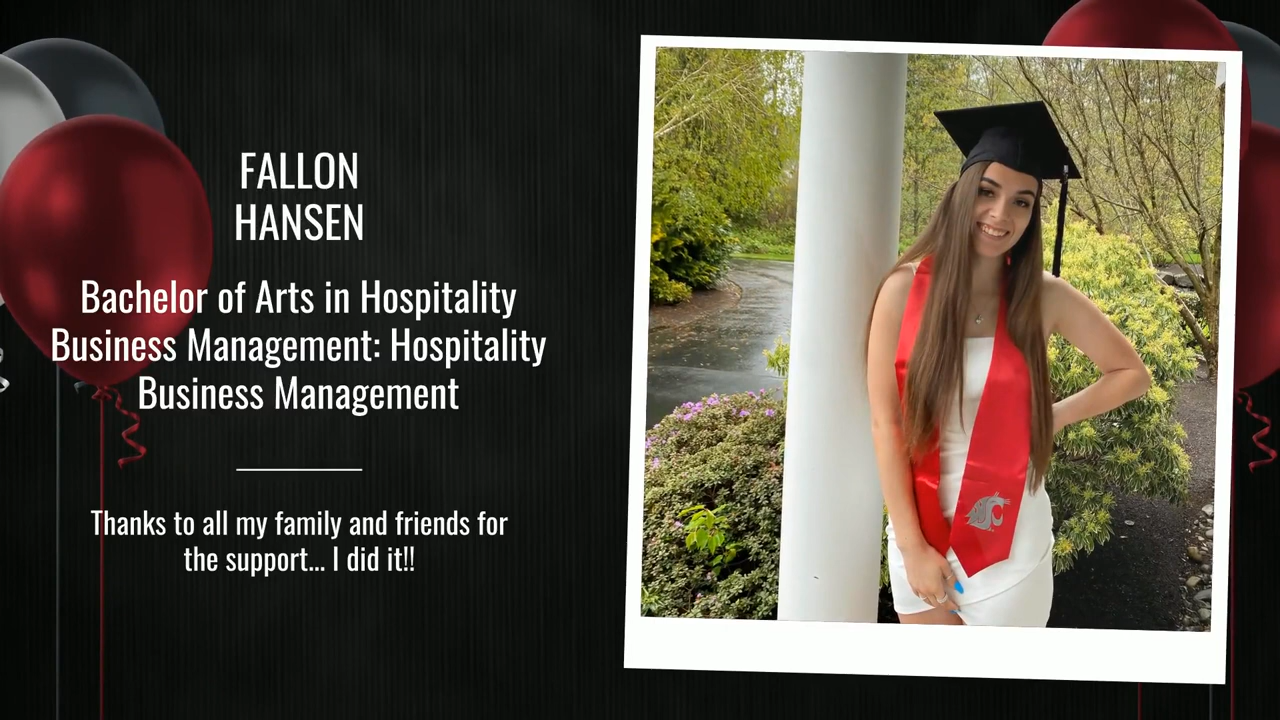 FALLON
HANSEN
Bachelor of Arts in Hospitality
Business Management: Hospitality
Business Management
Thanks to all my family and friends for
the support... I did it!!